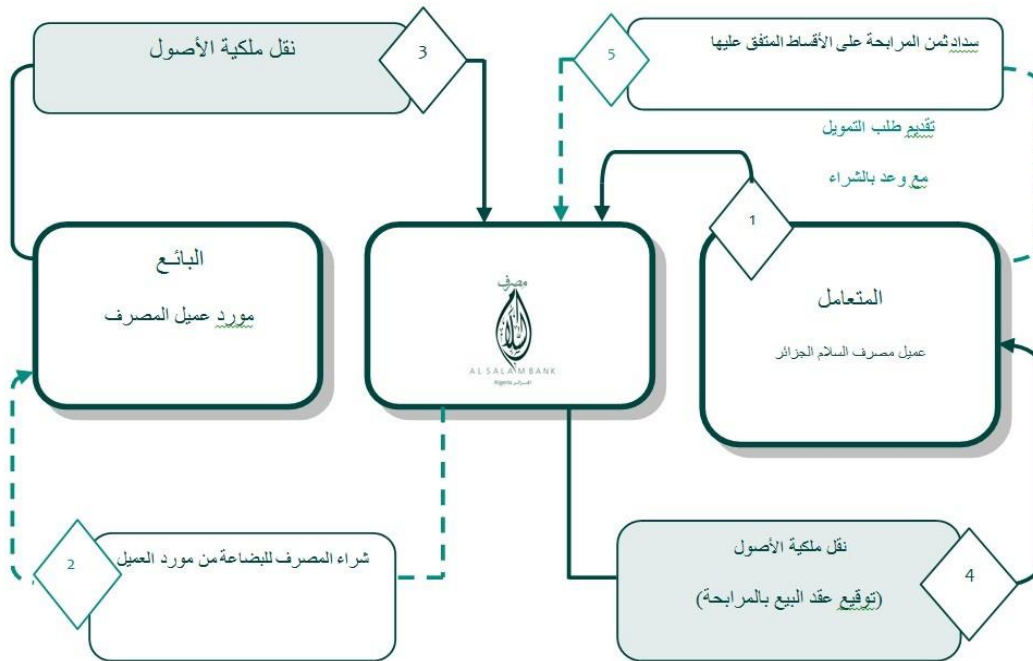 نقل ملكية الأصول
3
5
سداد ثمن المرابحة على الأقساط المتفق عليها
تقديم طلب التمويل
مع وعد بالشراء
1
البائـع
مورد عميل المصرف
مصرف
السلام
AL SALAM BANK
Algeria الجزائر
المتعامل
عميل مصرف السلام الجزائر
2
شراء المصرف للبضاعة من مورد العميل
نقل ملكية الأصول
(توقيع عقد البيع بالمرابحة)
4